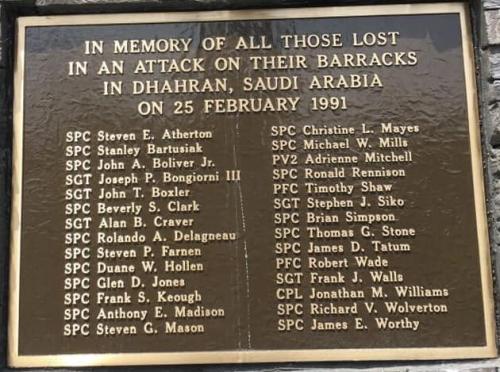 IN MEMORY OF ALL THOSE LOST
IN AN ATTACK ON THEIR BARRACKS
IN DHAHRAN, SAUDI ARABIA
ON 25 FEBRUARY 1991
SPC Steven E. Atherton
SPC Stanley Bartusiak
SPC John A. Boliver Jr.
SGT Joseph P. Bongiorni III
SGT John T. Boxler
SPC Beverly S. Clark
SGT Alan B. Craver
SPC Rolando A. Delagneau
SPC Steven P. Farnen
SPC Duane W. Hollen
SPC Glen D. Jones
SPC Frank S. Keough
SPC Anthony E. Madison
SPC Steven G. Mason
SPC Christine L. Mayes
SPC Michael W. Mills
PV2 Adrienne Mitchell
SPC Ronald Rennison
PFC Timothy Shaw
SGT Stephen J. Siko
SPC Brian Simpson
SPC Thomas G. Stone
SPC James D. Tatum
PFC Robert Wade
SGT Frank J. Walls
CPL Jonathan M. Williams
SPC Richard V. Wolverton
SPC James E. Worthy